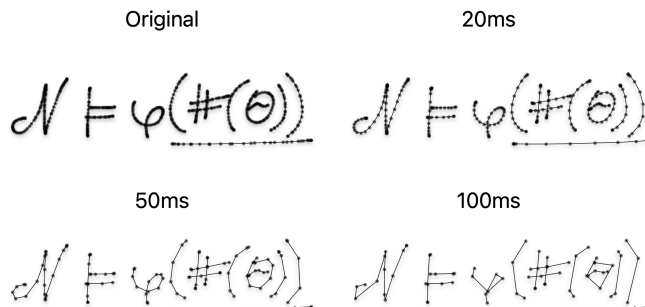 Original 20ms
𝒩 ⊨ φ(#(Θ)) 𝒩 ⊨ φ(#(Θ))
50ms 100ms
𝒩 ⊨ φ(#(Θ)) 𝒩 ⊨ φ(#(Θ))